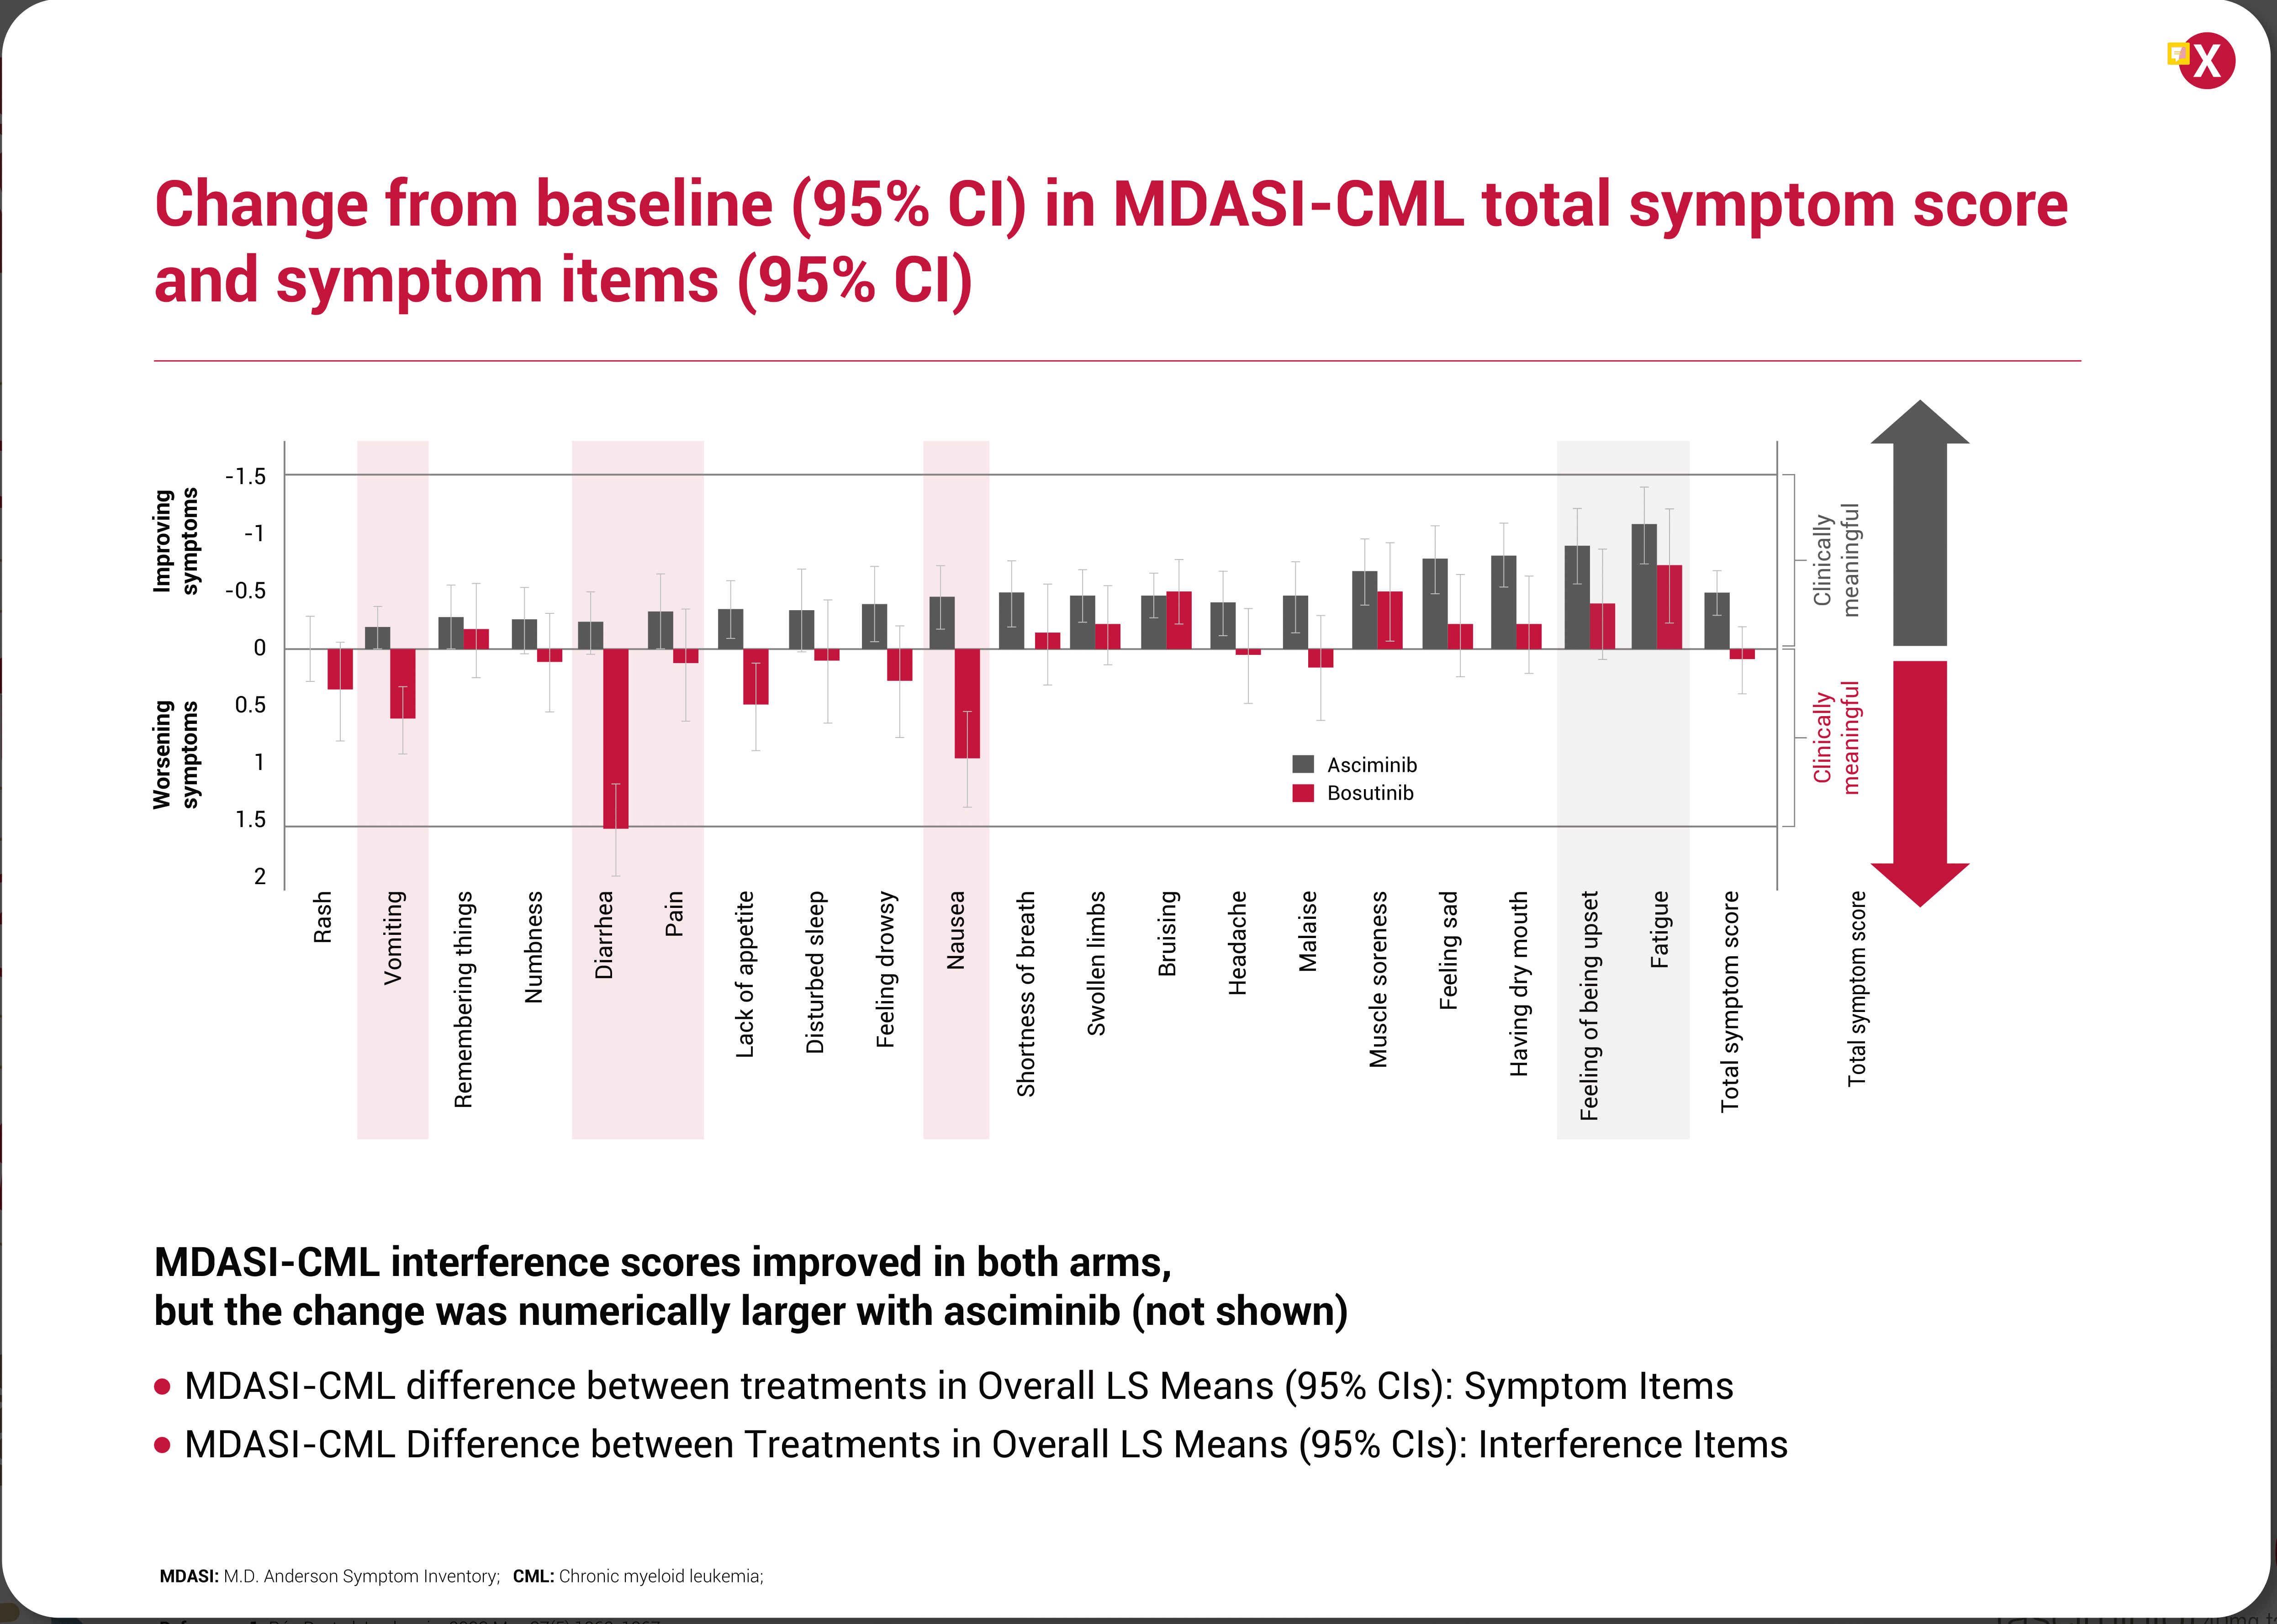 X
Change from baseline (95% CI) in MDASI-CML total symptom score
and symptom items (95% CI)
Improving
symptoms
Worsening
symptoms
-1.5
-1
-0.5
0
0.5
1
1.5
2
Asciminib
Bosutinib
Clinically
meaningful
Clinically
meaningful
Rash
Vomiting
Remembering things
Numbness
Diarrhea
Pain
Lack of appetite
Disturbed sleep
Feeling drowsy
Nausea
Shortness of breath
Swollen limbs
Bruising
Headache
Malaise
Muscle soreness
Feeling sad
Having dry mouth
Feeling of being upset
Fatigue
Total symptom score
Total symptom score
MDASI-CML interference scores improved in both arms,
but the change was numerically larger with asciminib (not shown)
• MDASI-CML difference between treatments in Overall LS Means (95% CIs): Symptom Items
• MDASI-CML Difference between Treatments in Overall LS Means (95% CIs): Interference Items
MDASI: M.D. Anderson Symptom Inventory; CML: Chronic myeloid leukemia;